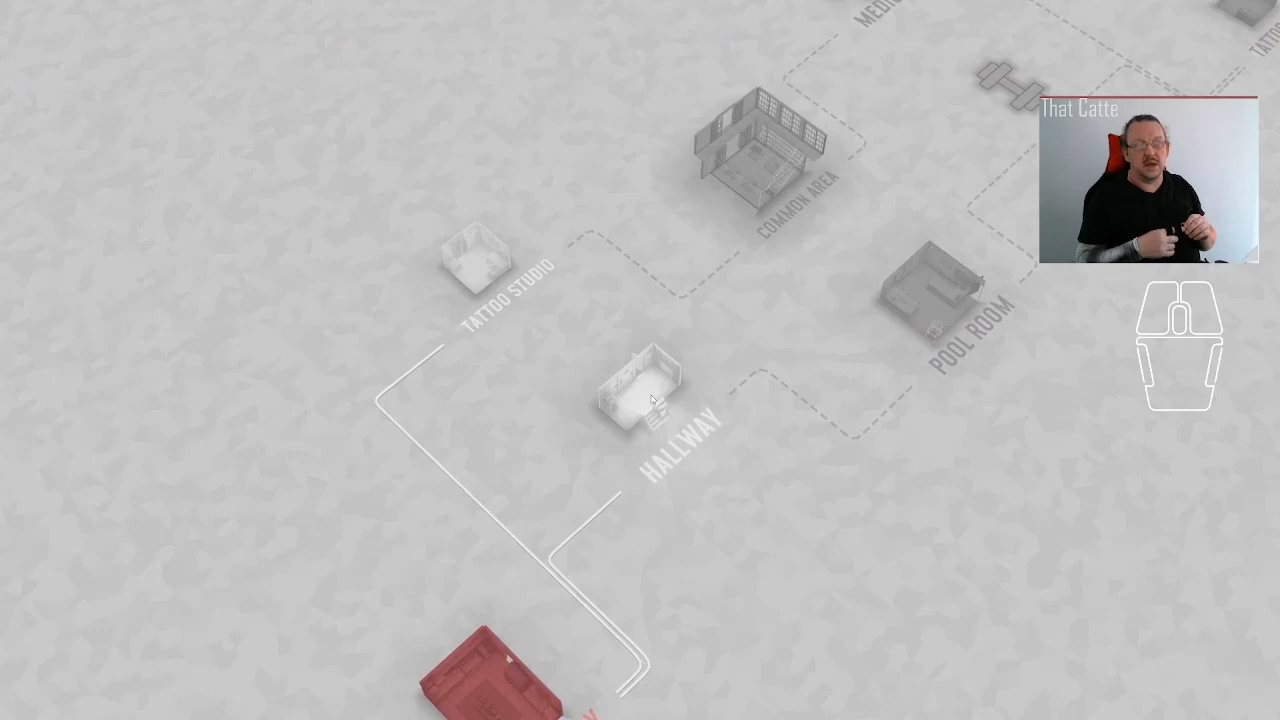 That Catte
COMMON AREA
TATTOO STUDIO
POOL ROOM
HALLWAY